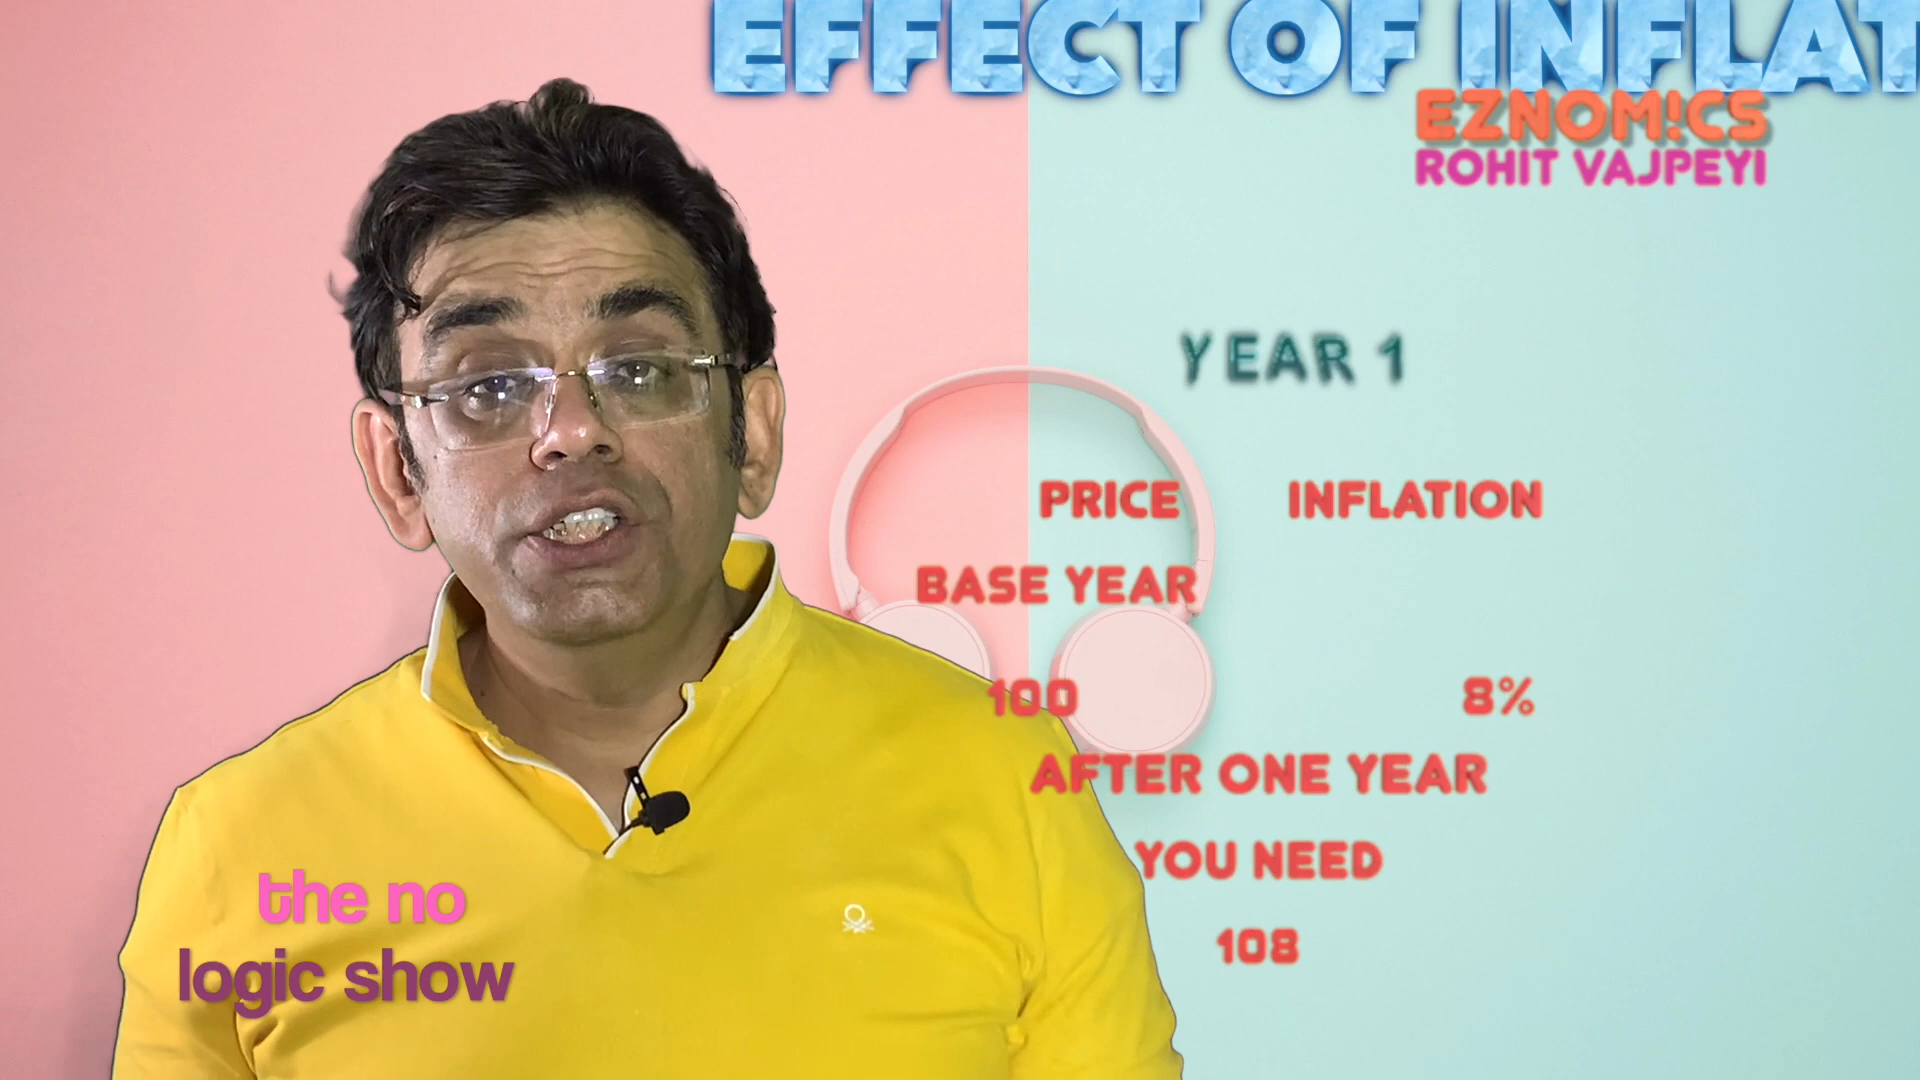 EFFECT OF INFLAT
EZNOM!CS
ROHIT VAJPEYI
YEAR 1
PRICE INFLATION
BASE YEAR
100 8%
AFTER ONE YEAR
YOU NEED
108
the no
logic show